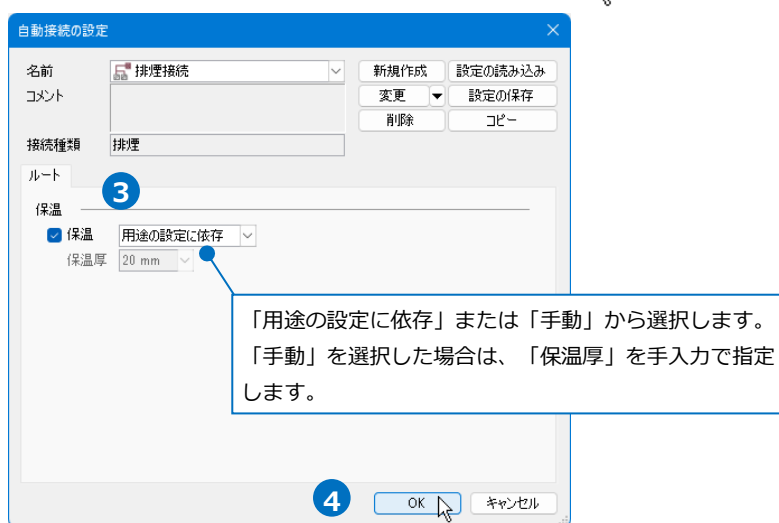 自動接続の設定
名前 排煙接続 新規作成 設定の読み込み
コメント 変更 設定の保存
削除 コピー
接続種類 排煙
ルート
3
保温
保温 用途の設定に依存
保温厚 20 mm
「用途の設定に依存」または「手動」から選択します。
「手動」を選択した場合は、「保温厚」を手入力で指定
します。
4 OK キャンセル